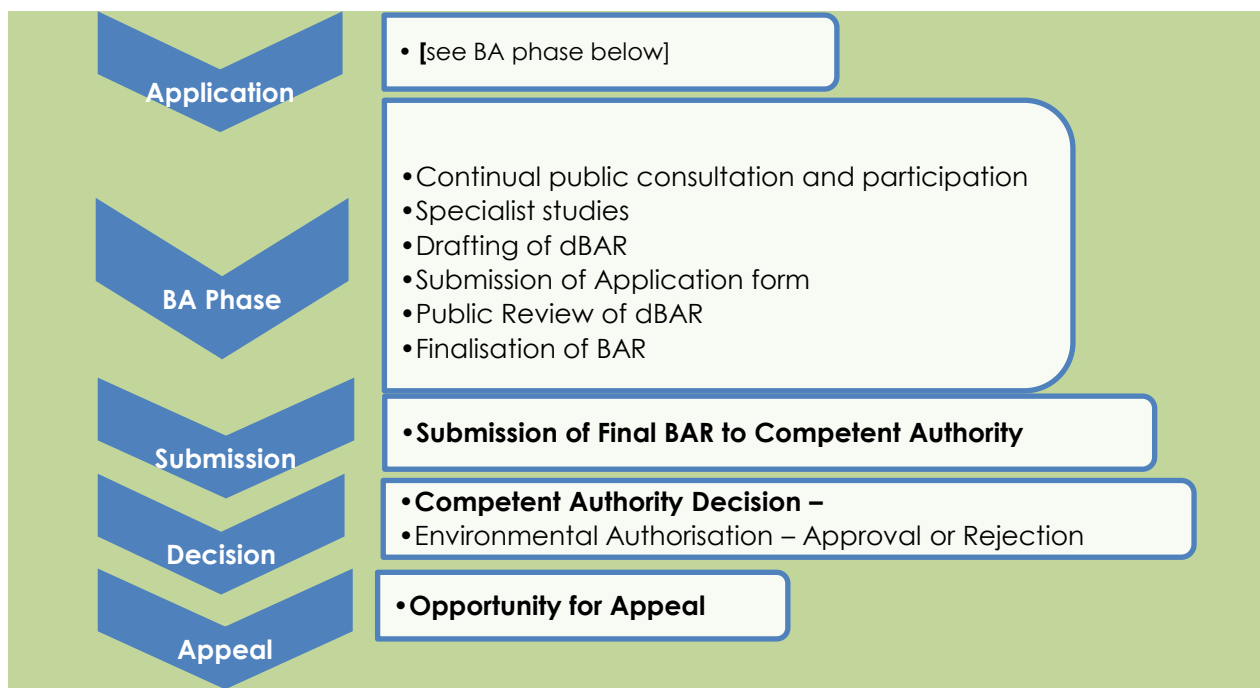 Application
• [see BA phase below]
BA Phase
•Continual public consultation and participation
•Specialist studies
•Drafting of dBAR
•Submission of Application form
•Public Review of dBAR
•Finalisation of BAR
Submission
•Submission of Final BAR to Competent Authority
Decision
•Competent Authority Decision –
•Environmental Authorisation – Approval or Rejection
Appeal
•Opportunity for Appeal